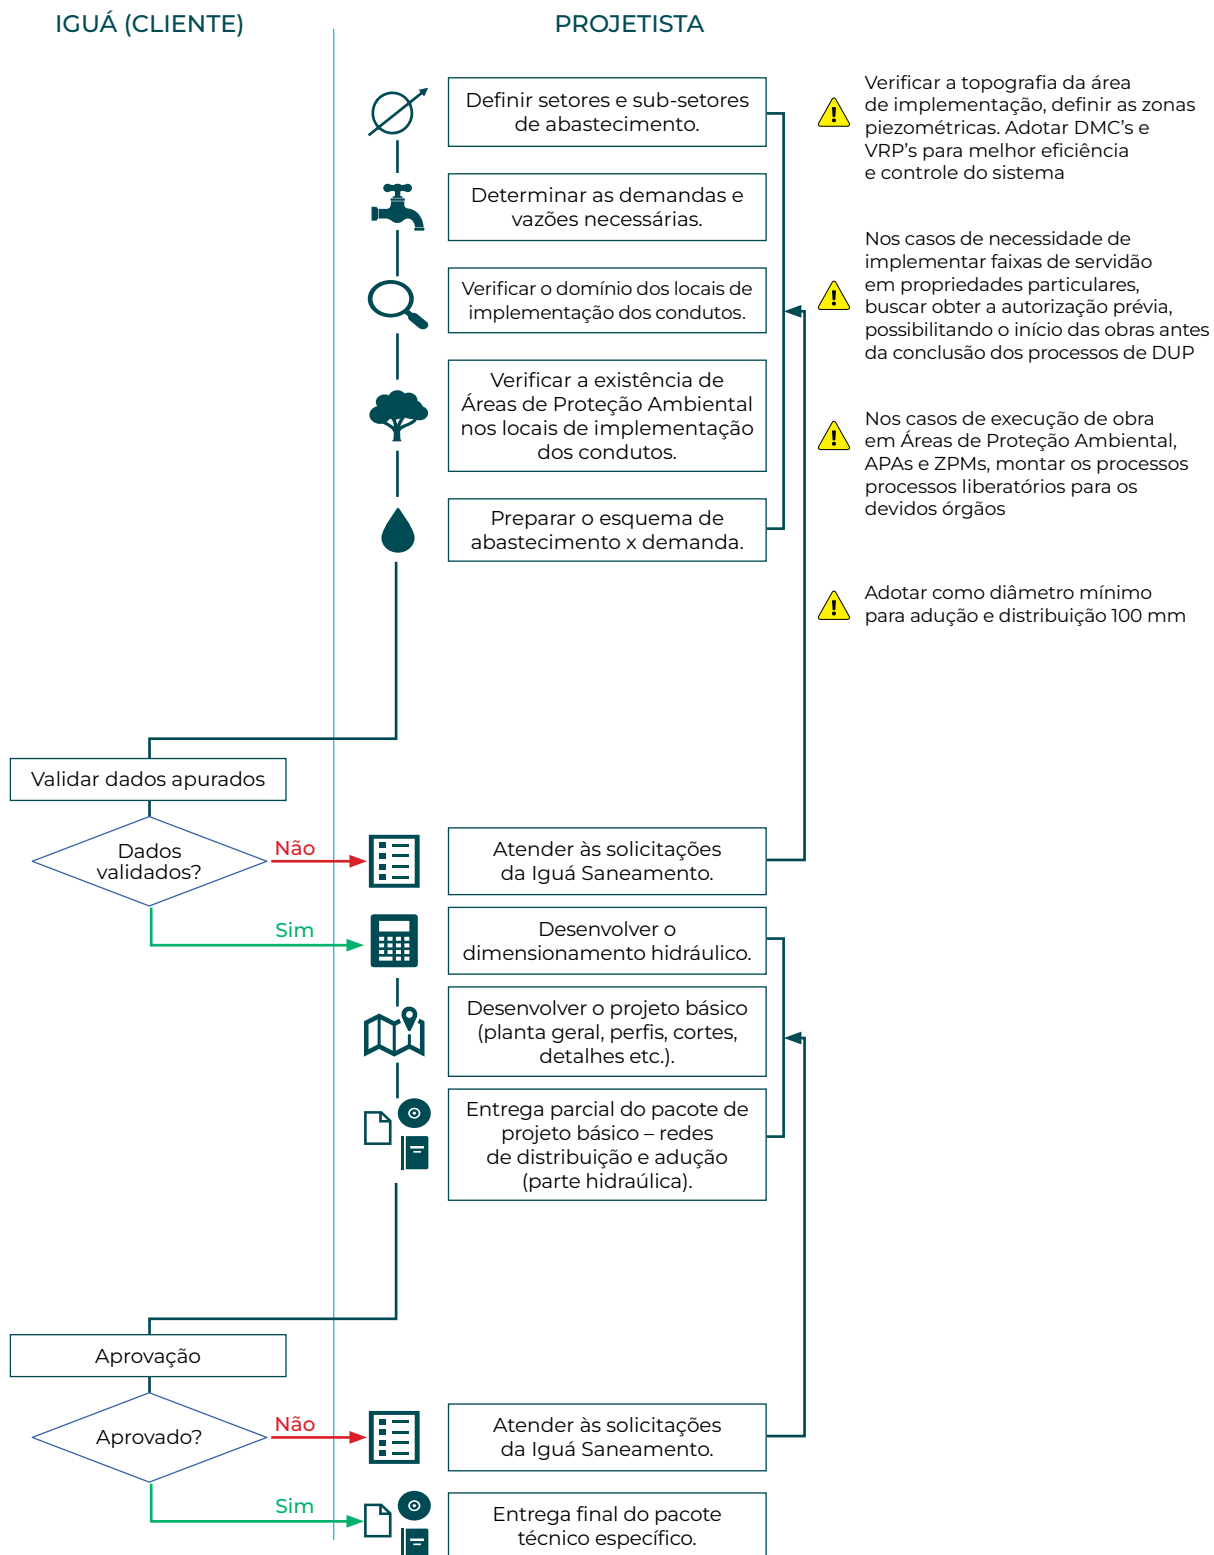 IGUÁ (CLIENTE)
PROJETISTA
Definir setores e sub-setores
de abastecimento.
Verificar a topografia da área
de implementação, definir as zonas
piezométricas. Adotar DMC's e
VRP's para melhor eficiência
e controle do sistema
Determinar as demandas e
vazões necessárias.
Nos casos de necessidade de
implementar faixas de servidão
em propriedades particulares,
buscar obter a autorização prévia,
possibilitando o início das obras antes
da conclusão dos processos de DUP
Verificar o domínio dos locais de
implementação dos condutos.
Verificar a existência de
Áreas de Proteção Ambiental
nos locais de implementação
dos condutos.
Nos casos de execução de obra
em Áreas de Proteção Ambiental,
APAs e ZPMs, montar os processos
processos liberatórios para os
devidos órgãos
Preparar o esquema de
abastecimento x demanda.
Adotar como diâmetro mínimo
para adução e distribuição 100 mm
Validar dados apurados
Dados
validados?
Não
Atender às solicitações
da Iguá Saneamento.
Sim
Desenvolver o
dimensionamento hidráulico.
Desenvolver o projeto básico
(planta geral, perfis, cortes,
detalhes etc.).
Entrega parcial do pacote de
projeto básico – redes
de distribuição e adução
(parte hidraúlica).
Aprovação
Aprovado?
Não
Atender às solicitações
da Iguá Saneamento.
Sim
Entrega final do pacote
técnico específico.